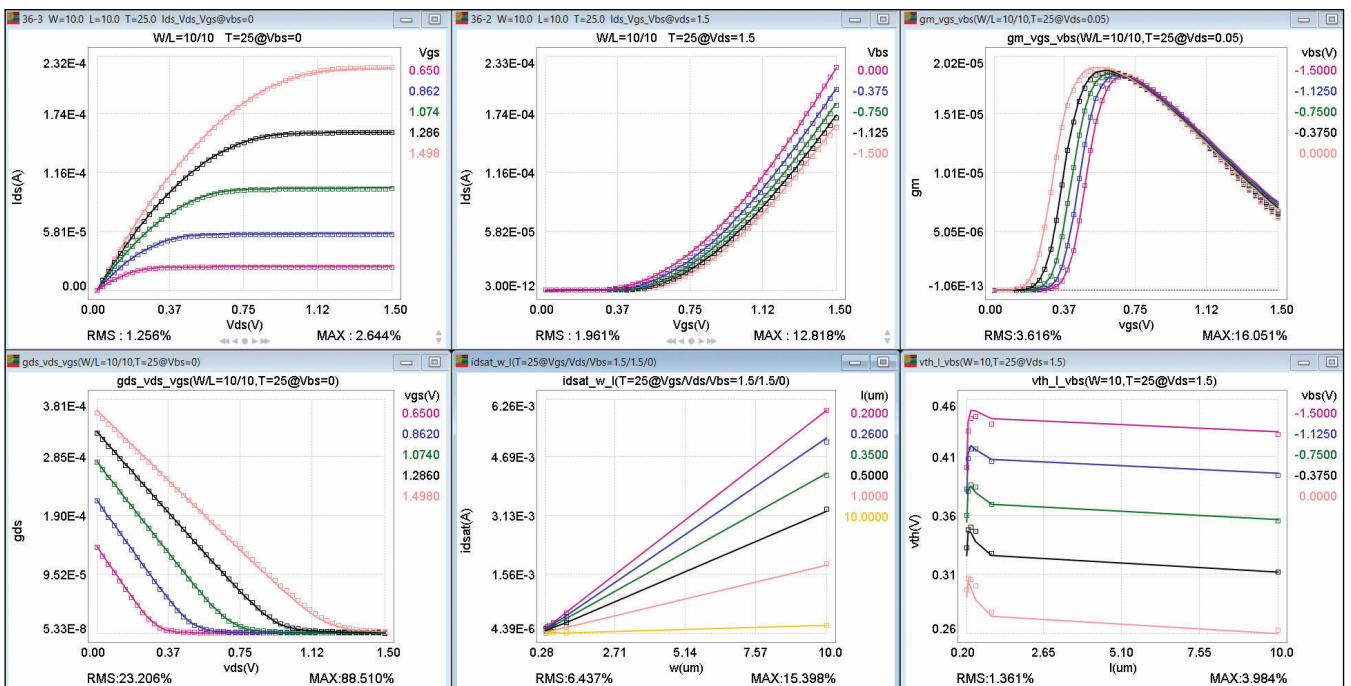 36-3 W=10.0 L=10.0 T=25.0 Ids_Vds_Vgs@vbs=0
W/L=10/10 T=25@Vbs=0
Vgs
0.650
0.862
1.074
1.286
1.498
2.32E-4
1.74E-4
1.16E-4
5.81E-5
0.00
Ids(A)
0.00 0.37 0.75 1.12 1.50
Vds(V)
RMS : 1.256% MAX : 2.644%
36-2 W=10.0 L=10.0 T=25.0 Ids_Vgs_Vbs@vds=1.5
W/L=10/10 T=25@Vds=1.5
Vbs
0.000
-0.375
-0.750
-1.125
-1.500
2.33E-04
1.74E-04
1.16E-04
5.82E-05
3.00E-12
Ids(A)
0.00 0.37 0.75 1.12 1.50
Vgs(V)
RMS : 1.961% MAX : 12.818%
gm_vgs_vbs(W/L=10/10,T=25@Vds=0.05)
gm_vgs_vbs(W/L=10/10,T=25@Vds=0.05)
vbs(V)
-1.5000
-1.1250
-0.7500
-0.3750
0.0000
2.02E-05
1.51E-05
1.01E-05
5.05E-06
-1.06E-13
gm
0.00 0.37 0.75 1.12 1.50
vgs(V)
RMS:3.616% MAX:16.051%
gds_vds_vgs(W/L=10/10,T=25@Vbs=0)
gds_vds_vgs(W/L=10/10,T=25@Vbs=0)
vgs(V)
0.6500
0.8620
1.0740
1.2860
1.4980
3.81E-4
2.85E-4
1.90E-4
9.52E-5
5.33E-8
gds
0.00 0.37 0.75 1.12 1.50
vds(V)
RMS:23.206% MAX:88.510%
idsat_w_l(T=25@Vgs/Vds/Vbs=1.5/1.5/0)
idsat_w_l(T=25@Vgs/Vds/Vbs=1.5/1.5/0)
l(um)
0.2000
0.2600
0.3500
0.5000
1.0000
10.0000
6.26E-3
4.69E-3
3.13E-3
1.56E-3
4.39E-6
idsat(A)
0.28 2.71 5.14 7.57 10.0
w(um)
RMS:6.437% MAX:15.398%
vth_l_vbs(W=10,T=25@Vds=1.5)
vth_l_vbs(W=10,T=25@Vds=1.5)
vbs(V)
-1.5000
-1.1250
-0.7500
-0.3750
0.0000
0.46
0.41
0.36
0.31
0.26
vth(V)
0.20 2.65 5.10 7.55 10.0
l(um)
RMS:1.361% MAX:3.984%